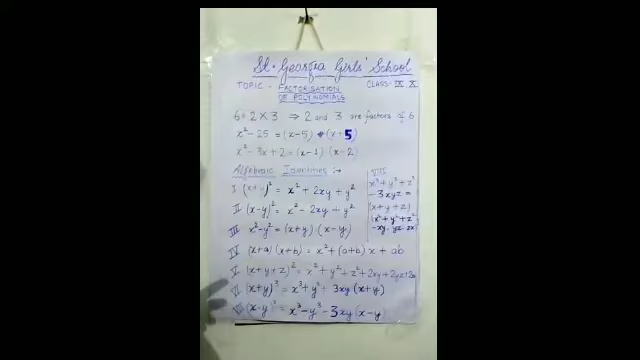 St. Georgia Girls' School
TOPIC - FACTORISATION OF POLYNOMIALS
CLASS: IX X
6 = 2 × 3 ⇒ 2 and 3 are factors of 6
x² - 25 = (x-5) (x+5)
x² - 3x + 2 = (x-1) (x-2)
Algebraic Identities :-
I (x+y)² = x² + 2xy + y²
II (x-y)² = x² - 2xy + y²
III x² - y² = (x+y) (x-y)
IV (x+a) (x+b) = x² + (a+b) x + ab
V (x+y+z)² = x² + y² + z² + 2xy + 2yz + 2zx
VI (x+y)³ = x³ + y³ + 3xy (x+y)
VII (x-y)³ = x³ - y³ - 3xy (x-y)
VIII
x³ + y³ + z³
- 3xyz =
(x+y+z)
(x² + y² + z²
- xy - yz - zx)